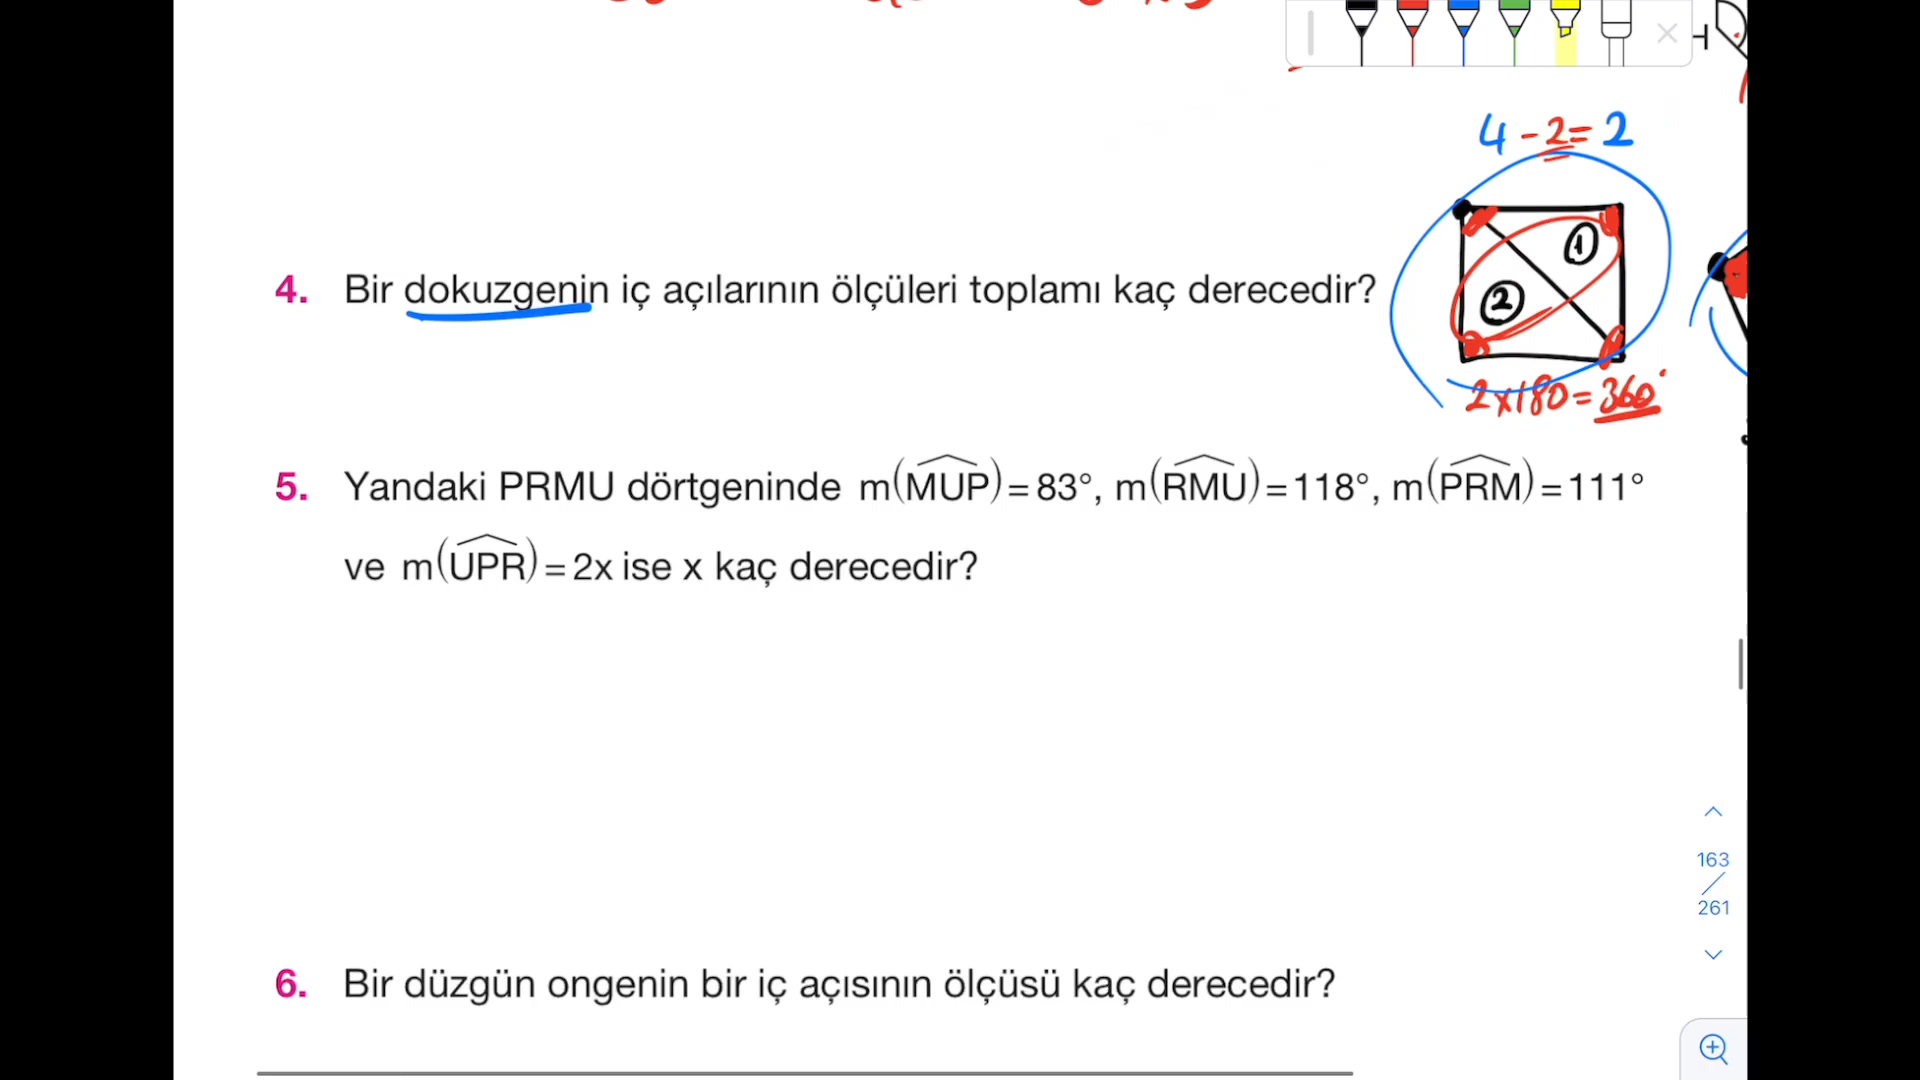 4 - 2 = 2
1
4. Bir dokuzgenin iç açılarının ölçüleri toplamı kaç derecedir?
2
2x180 = 360°
5. Yandaki PRMU dörtgeninde m(MUP) = 83°, m(RMU) = 118°, m(PRM) = 111°
ve m(UPR) = 2x ise x kaç derecedir?
163
261
6. Bir düzgün ongenin bir iç açısının ölçüsü kaç derecedir?